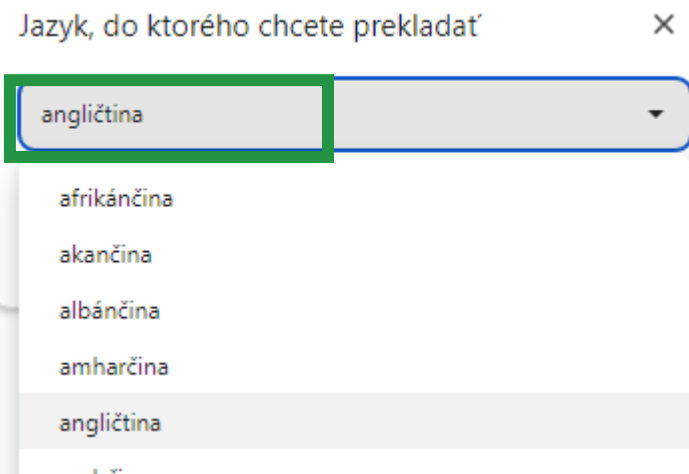 Jazyk, do ktorého chcete prekladať
angličtina
afrikánčina
akančina
albánčina
amharčina
angličtina